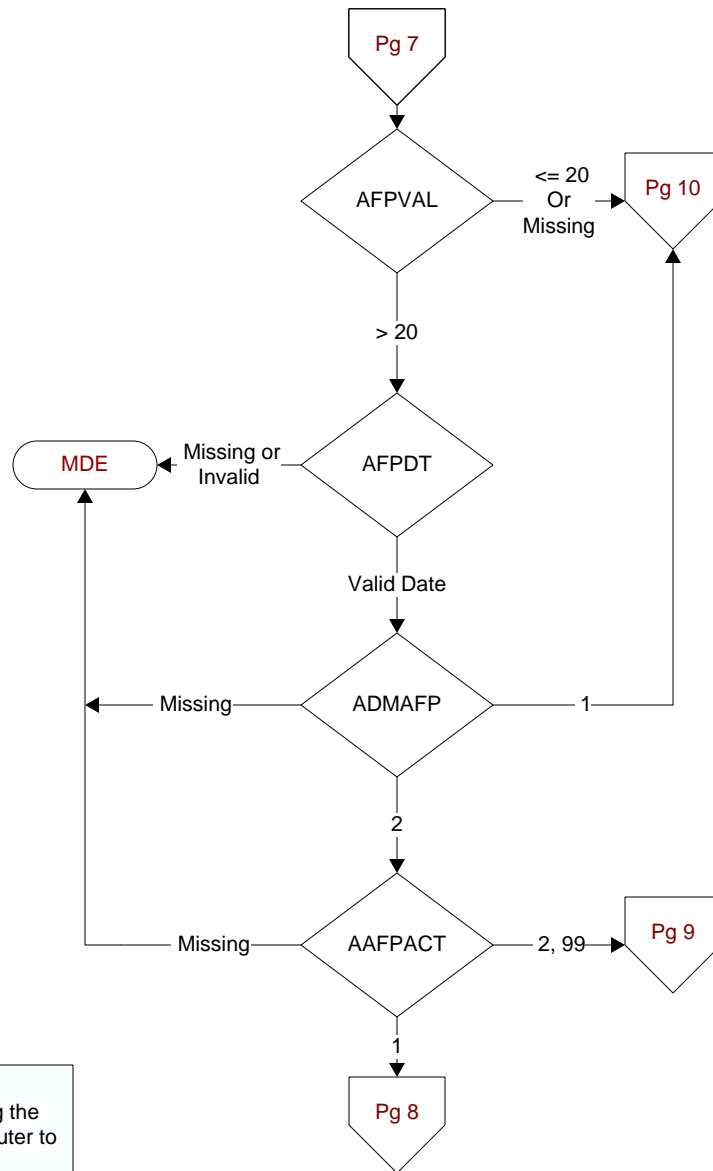 Pg 7
AFPVAL
<= 20
Or
Missing
Pg 10
> 20
MDE
Missing or
Invalid
AFPDT
Valid Date
Missing
ADMAFP
1
2
Missing
AAFPACT
2, 99
Pg 9
1
Pg 8
the
to